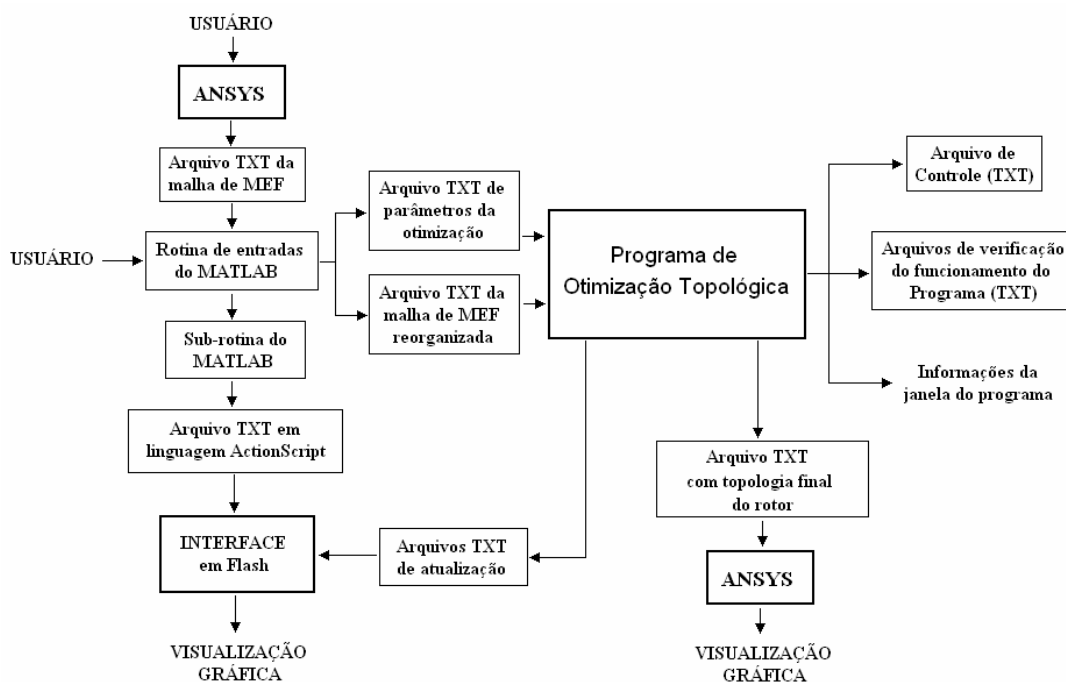 USUÁRIO
ANSYS
Arquivo TXT da
malha de MEF
USUÁRIO
Rotina de entradas
do MATLAB
Sub-rotina do
MATLAB
Arquivo TXT em
linguagem ActionScript
INTERFACE
em Flash
VISUALIZAÇÃO
GRÁFICA
Arquivo TXT de
parâmetros da
otimização
Arquivo TXT da
malha de MEF
reorganizada
Arquivos TXT
de atualização
Programa de
Otimização Topológica
Arquivo TXT
com topologia final
do rotor
ANSYS
VISUALIZAÇÃO
GRÁFICA
Arquivo de
Controle (TXT)
Arquivos de verificação
do funcionamento do
Programa (TXT)
Informações da
janela do programa